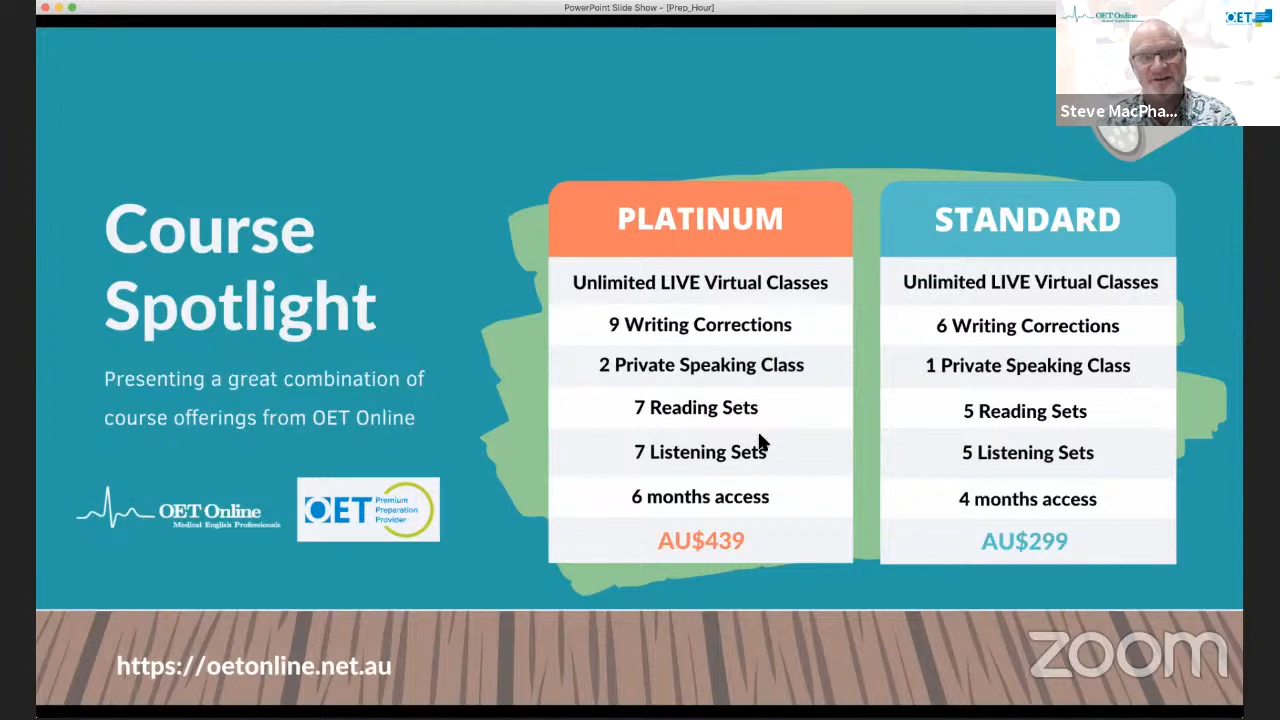 PowerPoint Slide Show - [Prep_Hour]
OET Online
OET
Steve MacPha...
Course
Spotlight
Presenting a great combination of
course offerings from OET Online
OET Online
Medical English Professionals
OET
Premium
Preparation
Provider
PLATINUM
Unlimited LIVE Virtual Classes
9 Writing Corrections
2 Private Speaking Class
7 Reading Sets
7 Listening Sets
6 months access
AU$439
STANDARD
Unlimited LIVE Virtual Classes
6 Writing Corrections
1 Private Speaking Class
5 Reading Sets
5 Listening Sets
4 months access
AU$299
https://oetonline.net.au
zoom